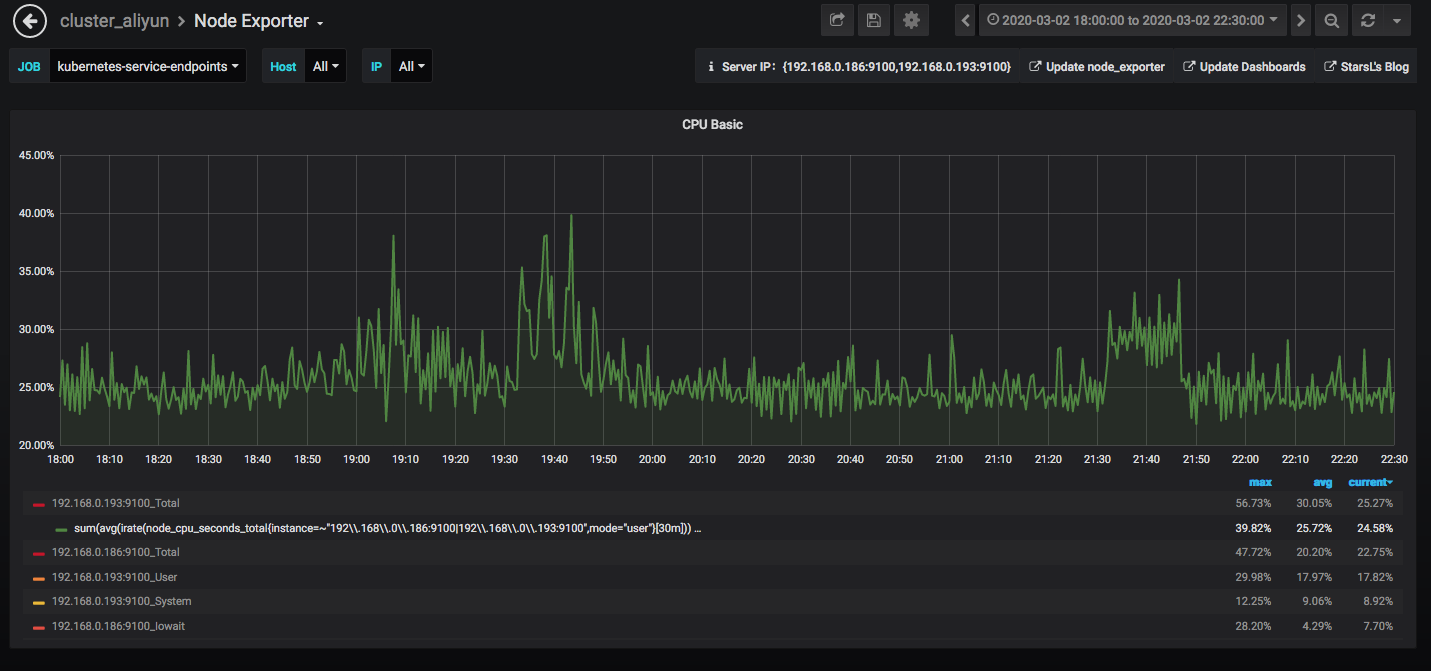 cluster_aliyun > Node Exporter
2020-03-02 18:00:00 to 2020-03-02 22:30:00
JOB kubernetes-service-endpoints Host All IP All
Server IP：{192.168.0.186:9100,192.168.0.193:9100} Update node_exporter Update Dashboards StarsL's Blog
CPU Basic
45.00%
40.00%
35.00%
30.00%
25.00%
20.00%
18:00 18:10 18:20 18:30 18:40 18:50 19:00 19:10 19:20 19:30 19:40 19:50 20:00 20:10 20:20 20:30 20:40 20:50 21:00 21:10 21:20 21:30 21:40 21:50 22:00 22:10 22:20 22:30
max avg current
192.168.0.193:9100_Total 56.73% 30.05% 25.27%
sum(avg(irate(node_cpu_seconds_total{instance=~"192\\.168\\.0\\.186:9100|192\\.168\\.0\\.193:9100",mode="user"}[30m])) ... 39.82% 25.72% 24.58%
192.168.0.186:9100_Total 47.72% 20.20% 22.75%
192.168.0.193:9100_User 29.98% 17.97% 17.82%
192.168.0.193:9100_System 12.25% 9.06% 8.92%
192.168.0.186:9100_Iowait 28.20% 4.29% 7.70%